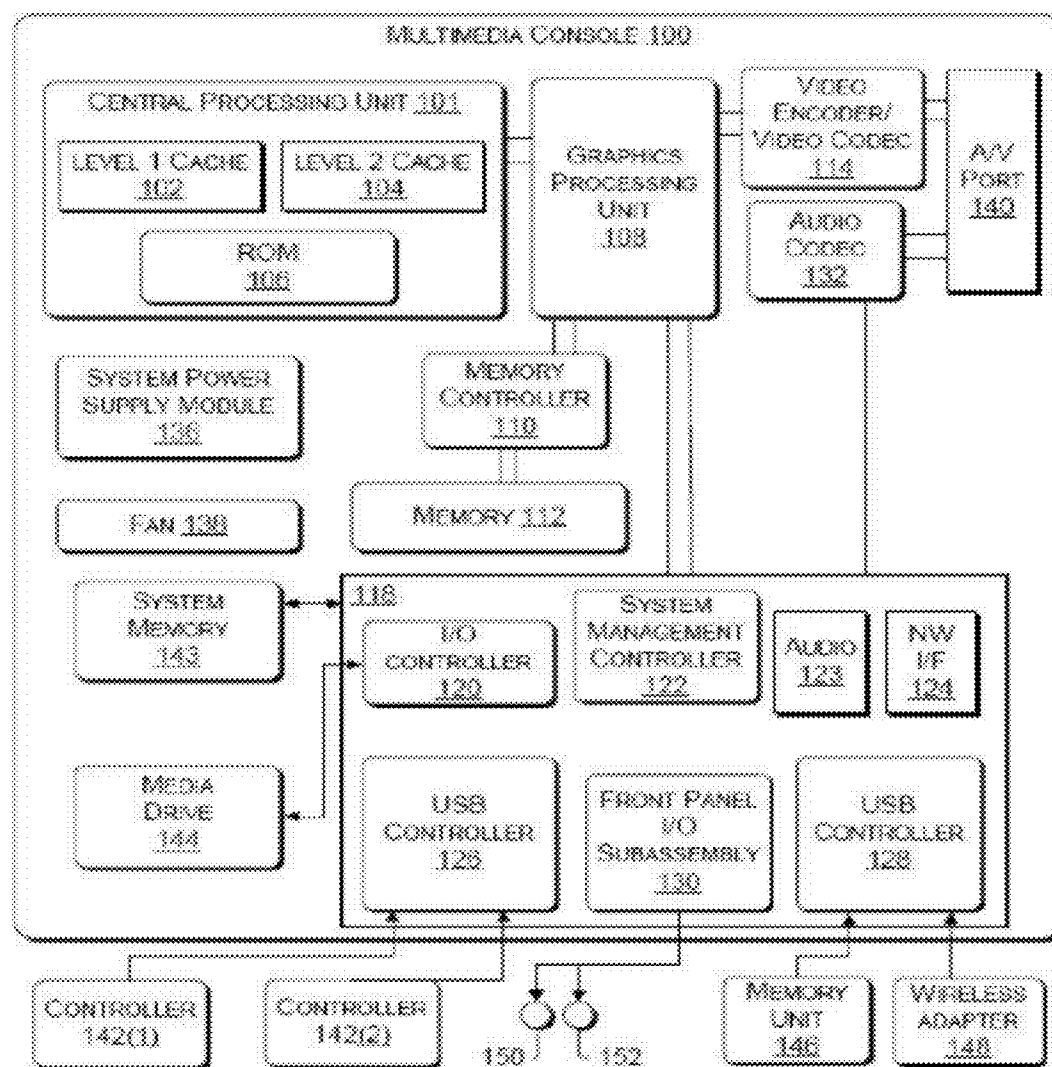 MULTIMEDIA CONSOLE 100
CENTRAL PROCESSING UNIT 101
LEVEL 1 CACHE
102
LEVEL 2 CACHE
104
ROM
106
GRAPHICS
PROCESSING
UNIT
108
VIDEO
ENCODER/
VIDEO CODEC
114
AUDIO
CODEC
132
A/V
PORT
140
SYSTEM POWER
SUPPLY MODULE
136
MEMORY
CONTROLLER
110
FAN 138
MEMORY 112
SYSTEM
MEMORY
143
118
I/O
CONTROLLER
120
SYSTEM
MANAGEMENT
CONTROLLER
122
AUDIO
123
NW
I/F
124
MEDIA
DRIVE
144
USB
CONTROLLER
126
FRONT PANEL
I/O
SUBASSEMBLY
130
USB
CONTROLLER
128
CONTROLLER
142(1)
CONTROLLER
142(2)
150
152
MEMORY
UNIT
146
WIRELESS
ADAPTER
148